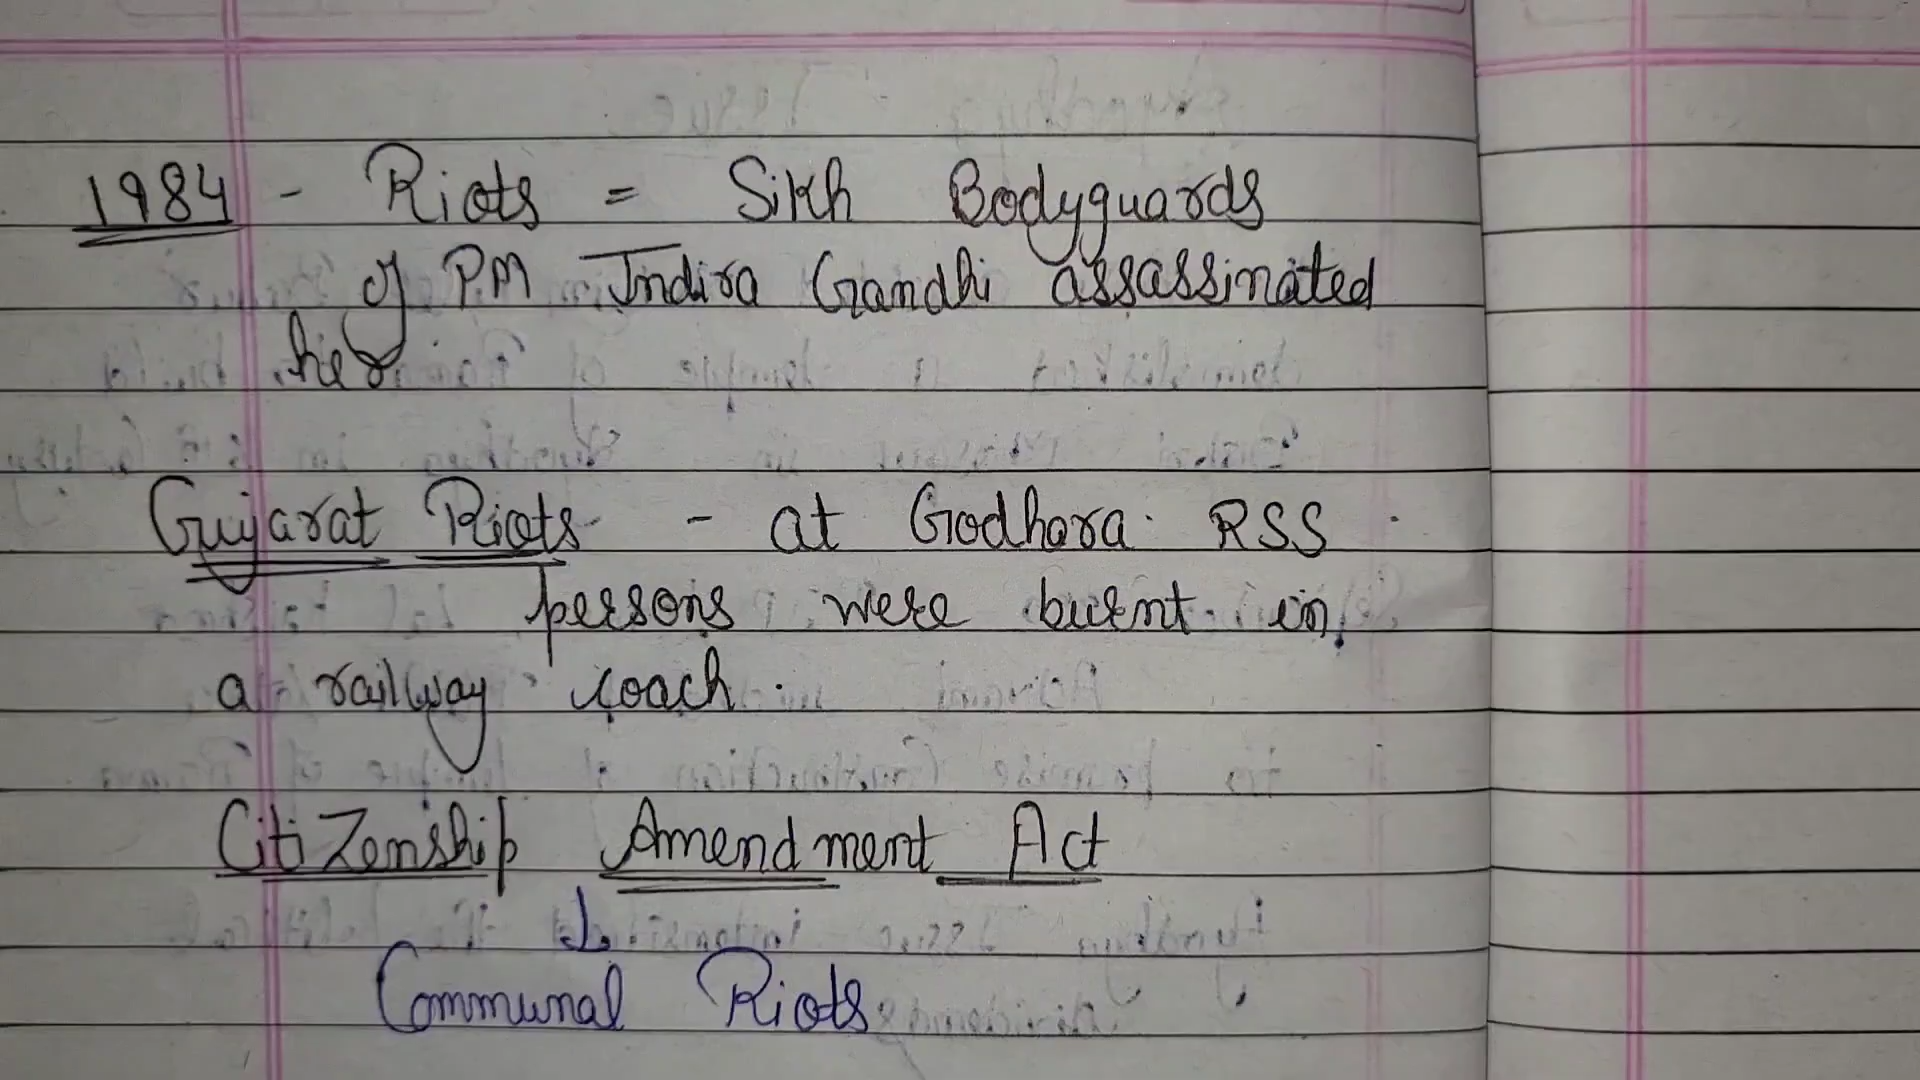 1984 - Riots = Sikh Bodyguards
of PM Indira Gandhi assassinated
her
Gujarat Riots - at Godhara RSS
persons were burnt in
a railway coach.
Citizenship Amendment Act
Communal Riots